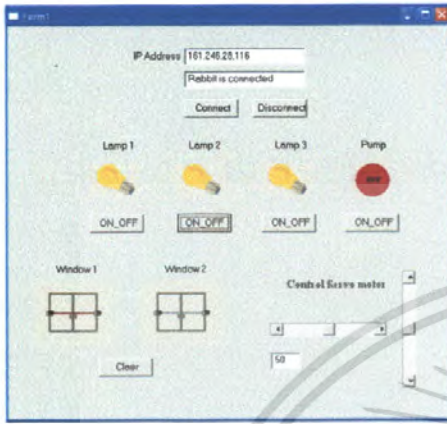 Form1
IP Address 161.246.28.116
Rabbit is connected
Connect Disconnect
Lamp 1 Lamp 2 Lamp 3 Pump
ON_OFF ON_OFF ON_OFF ON_OFF
Window 1 Window 2
Control Servo motor
50
Clear